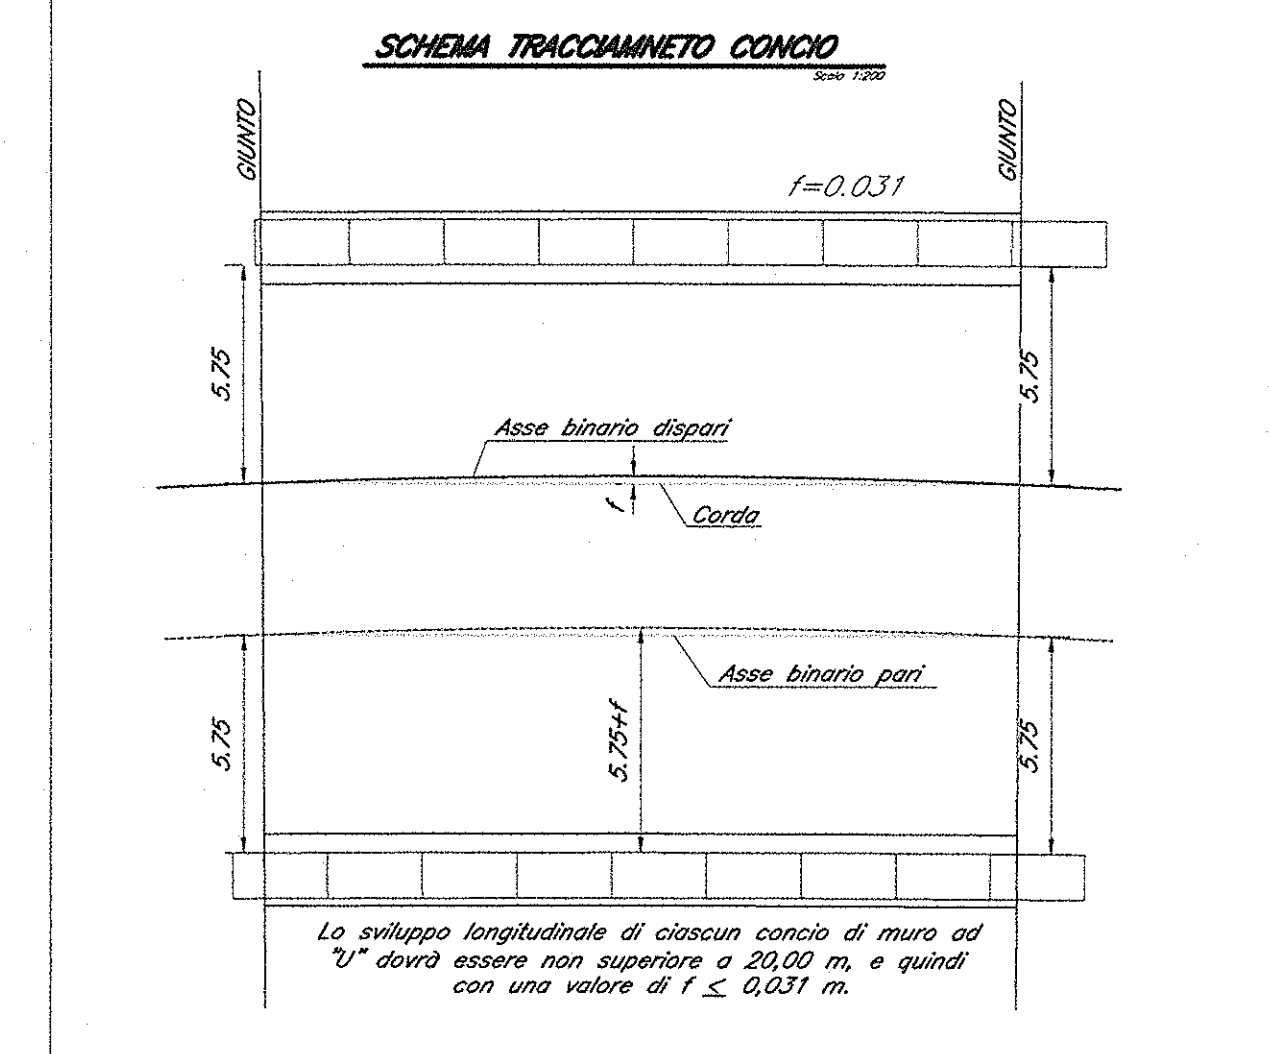 SCHEMA TRACCIAMNETO CONCIO
Scala 1:200
GIUNTO
GIUNTO
f=0.031
5.75
5.75
Asse binario dispari
f
Corda
Asse binario pari
5.75
5.75+f
5.75
Lo sviluppo longitudinale di ciascun concio di muro ad
"U" dovrà essere non superiore a 20,00 m, e quindi
con una valore di f ≤ 0,031 m.